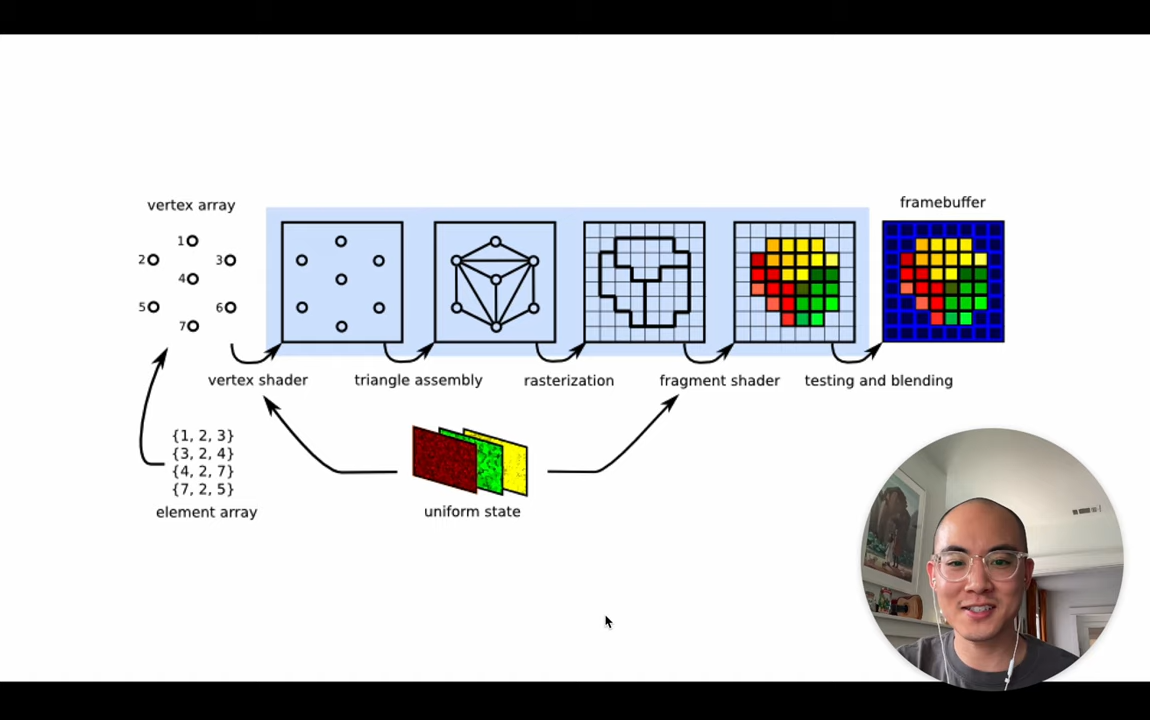 vertex array
framebuffer
1
2
3
4
5
6
7
vertex shader
triangle assembly
rasterization
fragment shader
testing and blending
{1, 2, 3}
{3, 2, 4}
{4, 2, 7}
{7, 2, 5}
element array
uniform state